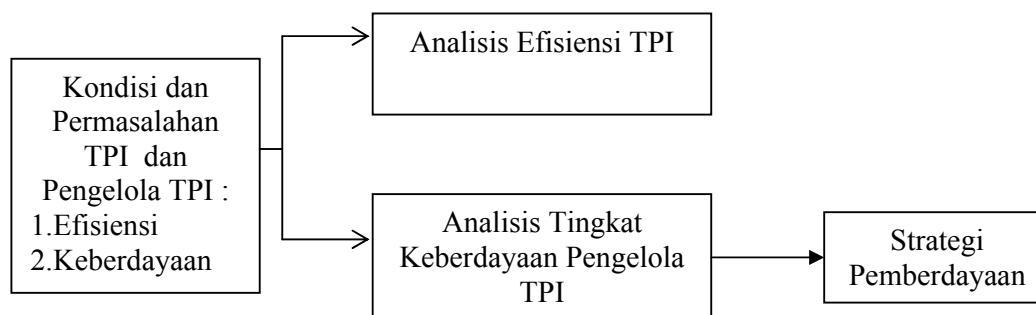 Kondisi dan
Permasalahan
TPI dan
Pengelola TPI :
1.Efisiensi
2.Keberdayaan
Analisis Efisiensi TPI
Analisis Tingkat
Keberdayaan Pengelola
TPI
Strategi
Pemberdayaan